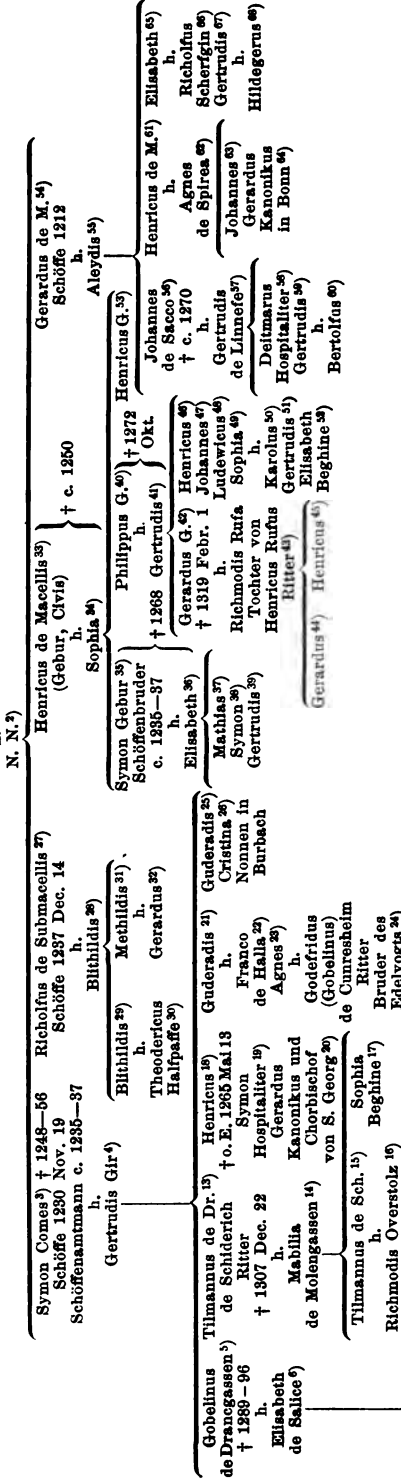 N. N.²)
Symon Comes³) † 1248—56
Schöffe 1230 Nov. 19
Schöffenamtmann c. 1235—37
h.
Gertrudis Gir⁴)
Richolfus de Submacellis²⁷)
Schöffe 1237 Dec. 14
h.
Blithildis²⁸)
Henricus de Macellis³³)
(Gebur, Civis)
h.
Sophia³⁴)
† c. 1250
Gerardus de M.⁵⁴)
Schöffe 1212
h.
Aleydis⁵⁵)
Blithildis²⁹)
h.
Theodericus
Halfpaffe³⁰)
Methildis³¹)
h.
Gerardus³²)
Symon Gebur³⁵)
Schöffenbruder
c. 1235—37
h.
Elisabeth³⁶)
Philippus G.⁴⁰)
h.
Gertrudis⁴¹)
† 1268
† 1272
Okt.
Henricus G.⁵³)
Johannes
de Sacco⁵⁶)
† c. 1270
h.
Gertrudis
de Linnefe⁵⁷)
Henricus de M.⁶¹)
h.
Agnes
de Spirea⁶²)
Elisabeth⁶⁵)
h.
Richolfus
Scherfgin⁶⁶)
Gertrudis⁶⁷)
h.
Hildegerus⁶⁸)
Mathias³⁷)
Symon³⁸)
Gertrudis³⁹)
Gerardus G.⁴²)
† 1319 Febr. 1
h.
Richmodis Rufa
Tochter von
Henricus Rufus
Ritter⁴³)
Henricus⁴⁶)
Johannes⁴⁷)
Ludewicus⁴⁸)
Sophia⁴⁹)
h.
Karolus⁵⁰)
Gertrudis⁵¹)
Elisabeth
Beghine⁵²)
Deitmarus
Hospitaliter⁵⁸)
Gertrudis⁵⁹)
h.
Bertolfus⁶⁰)
Johannes⁶³)
Gerardus
Kanonikus
in Bonn⁶⁴)
Gerardus⁴⁴)
Henricus⁴⁵)
Gobelinus
de Drancgassen⁵)
† 1289—96
h.
Elisabeth
de Salice⁶)
Tilmannus de Dr.¹³)
de Schiderich
Ritter
† 1307 Dec. 22
h.
Mabilia
de Molengassen¹⁴)
Henricus¹⁸)
† o. E. 1265 Mai 13
Symon
Hospitaliter¹⁹)
Gerardus
Kanonikus und
Chorbischof
von S. Georg²⁰)
Guderadis²¹)
h.
Franco
de Halla²²)
Agnes²³)
h.
Godefridus
(Gobelinus)
de Cunresheim
Ritter
Bruder des
Edelvogts²⁴)
Guderadis²⁵)
Cristina²⁶)
Nonnen in
Burbach
Tilmannus de Sch.¹⁵)
h.
Richmodis Overstolz¹⁶)
Sophia
Beghine¹⁷)